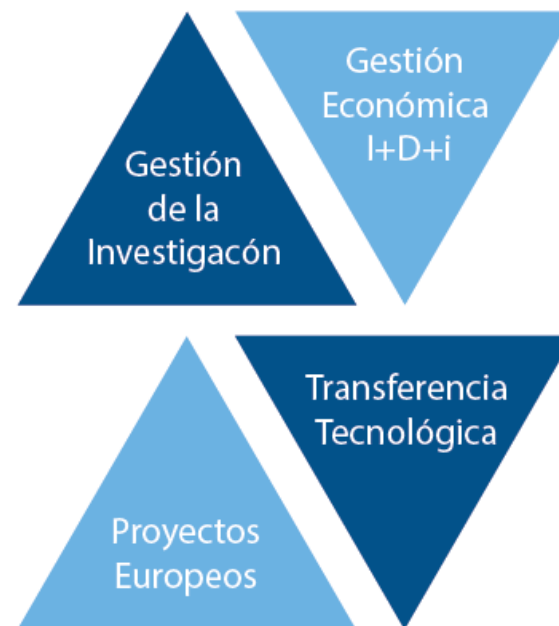 Gestión
de la
Investigacón
Gestión
Económica
I+D+i
Proyectos
Europeos
Transferencia
Tecnológica